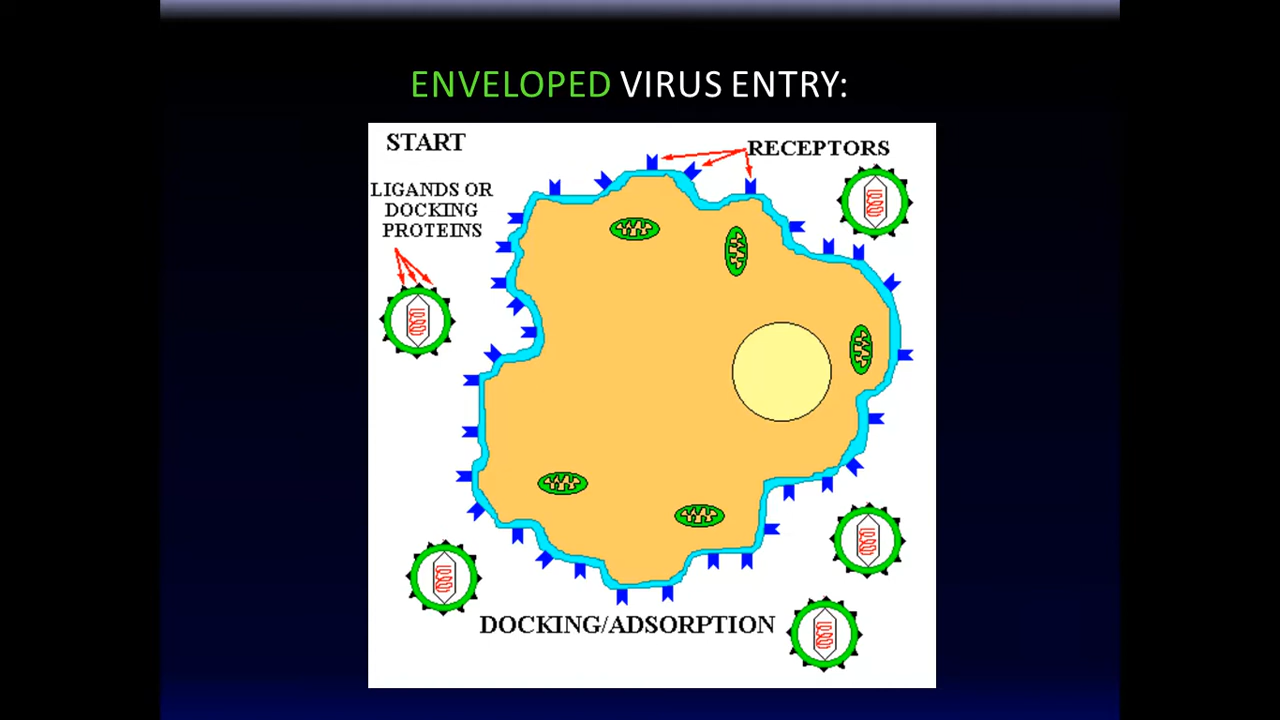 ENVELOPED VIRUS ENTRY:
START
RECEPTORS
LIGANDS OR
DOCKING
PROTEINS
DOCKING/ADSORPTION